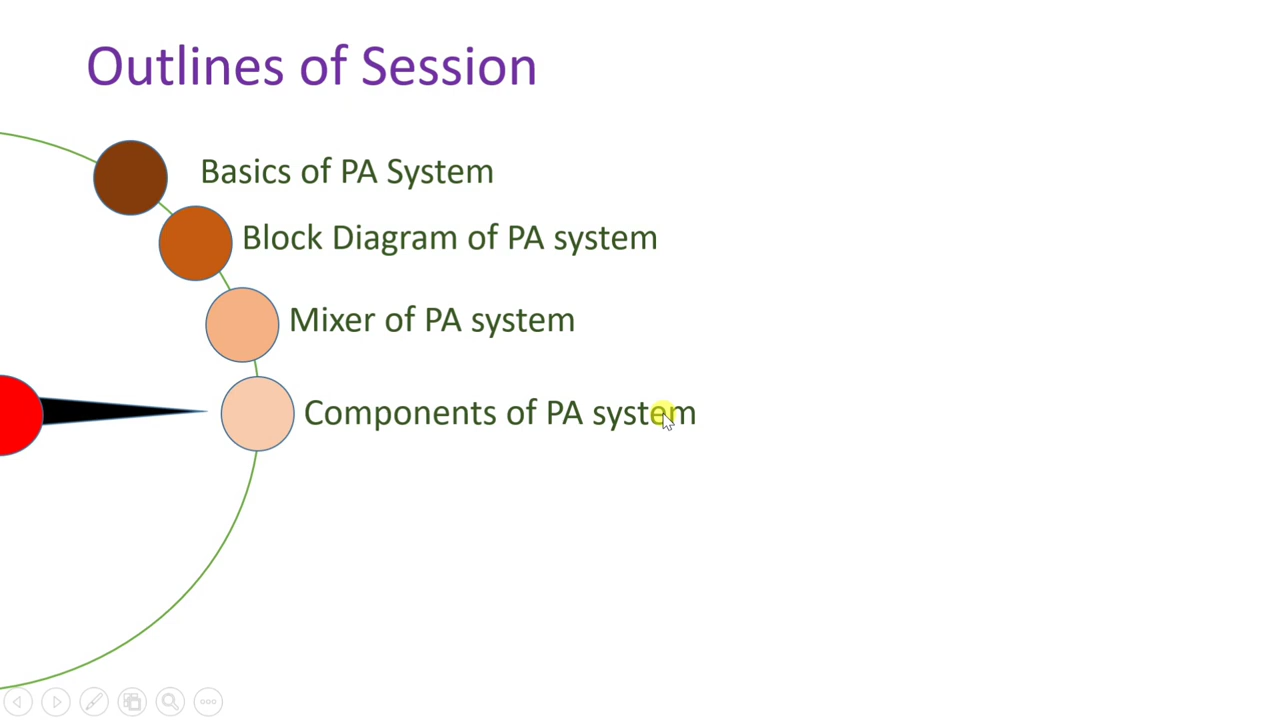 Outlines of Session
Basics of PA System
Block Diagram of PA system
Mixer of PA system
Components of PA system